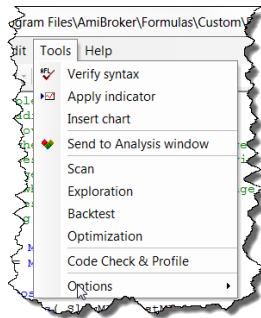 gram Files\AmiBroker\Formulas\Custom\
dit Tools Help
Verify syntax
Apply indicator
Insert chart
Send to Analysis window
Scan
Exploration
Backtest
Optimization
Code Check & Profile
Options